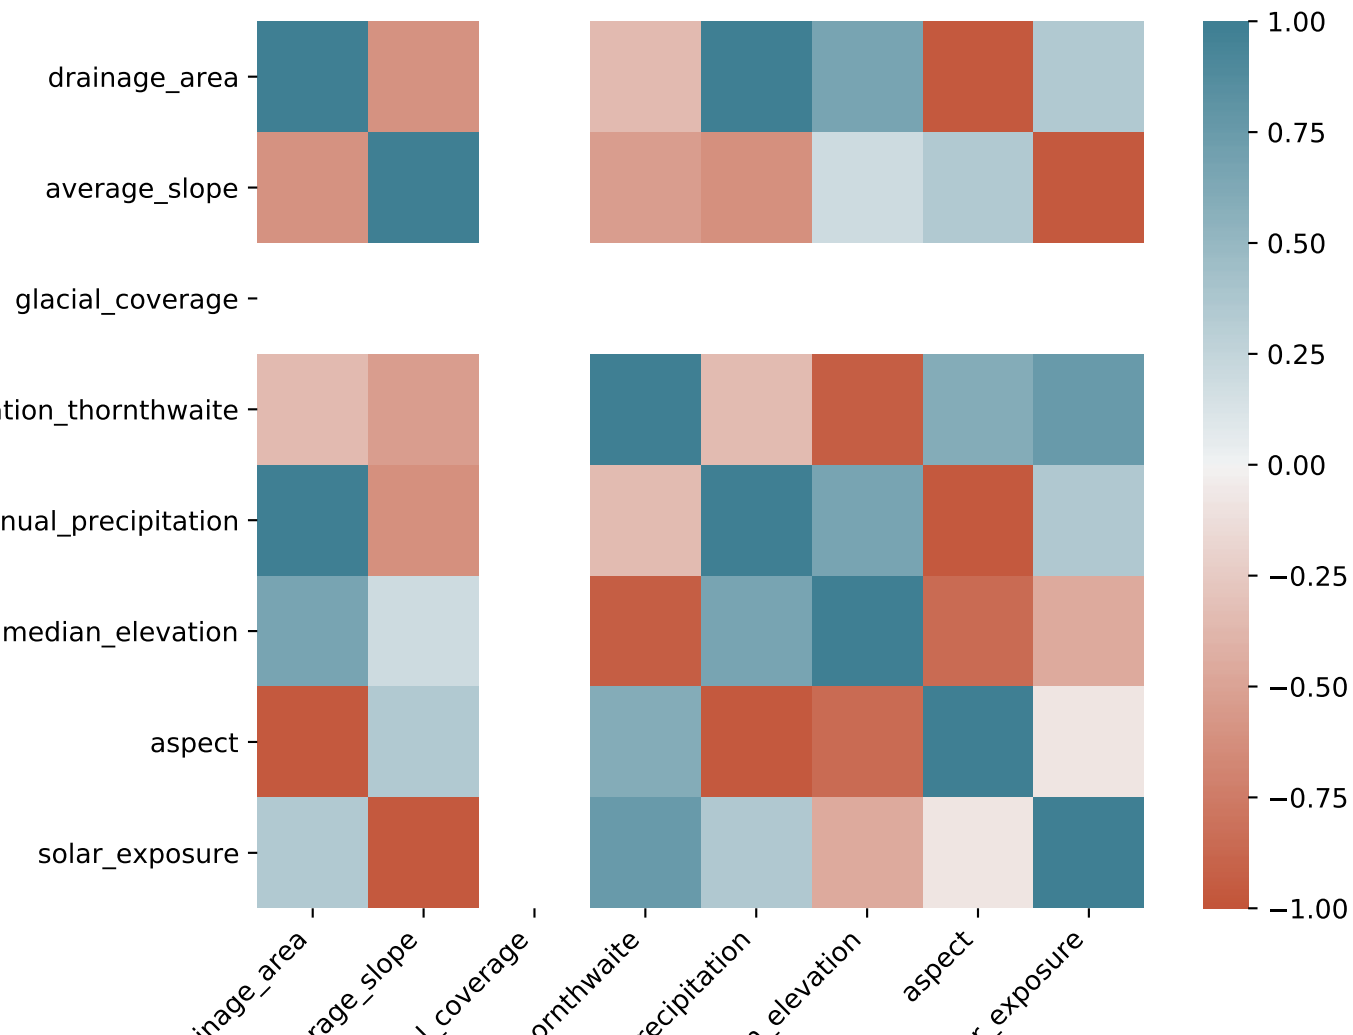 drainage_area
average_slope
glacial_coverage
ation_thornthwaite
nual_precipitation
median_elevation
aspect
solar_exposure
1.00
0.75
0.50
0.25
0.00
−0.25
−0.50
−0.75
−1.00
inage_area
rage_slope
l_coverage
ornthwaite
recipitation
n_elevation
aspect
r_exposure